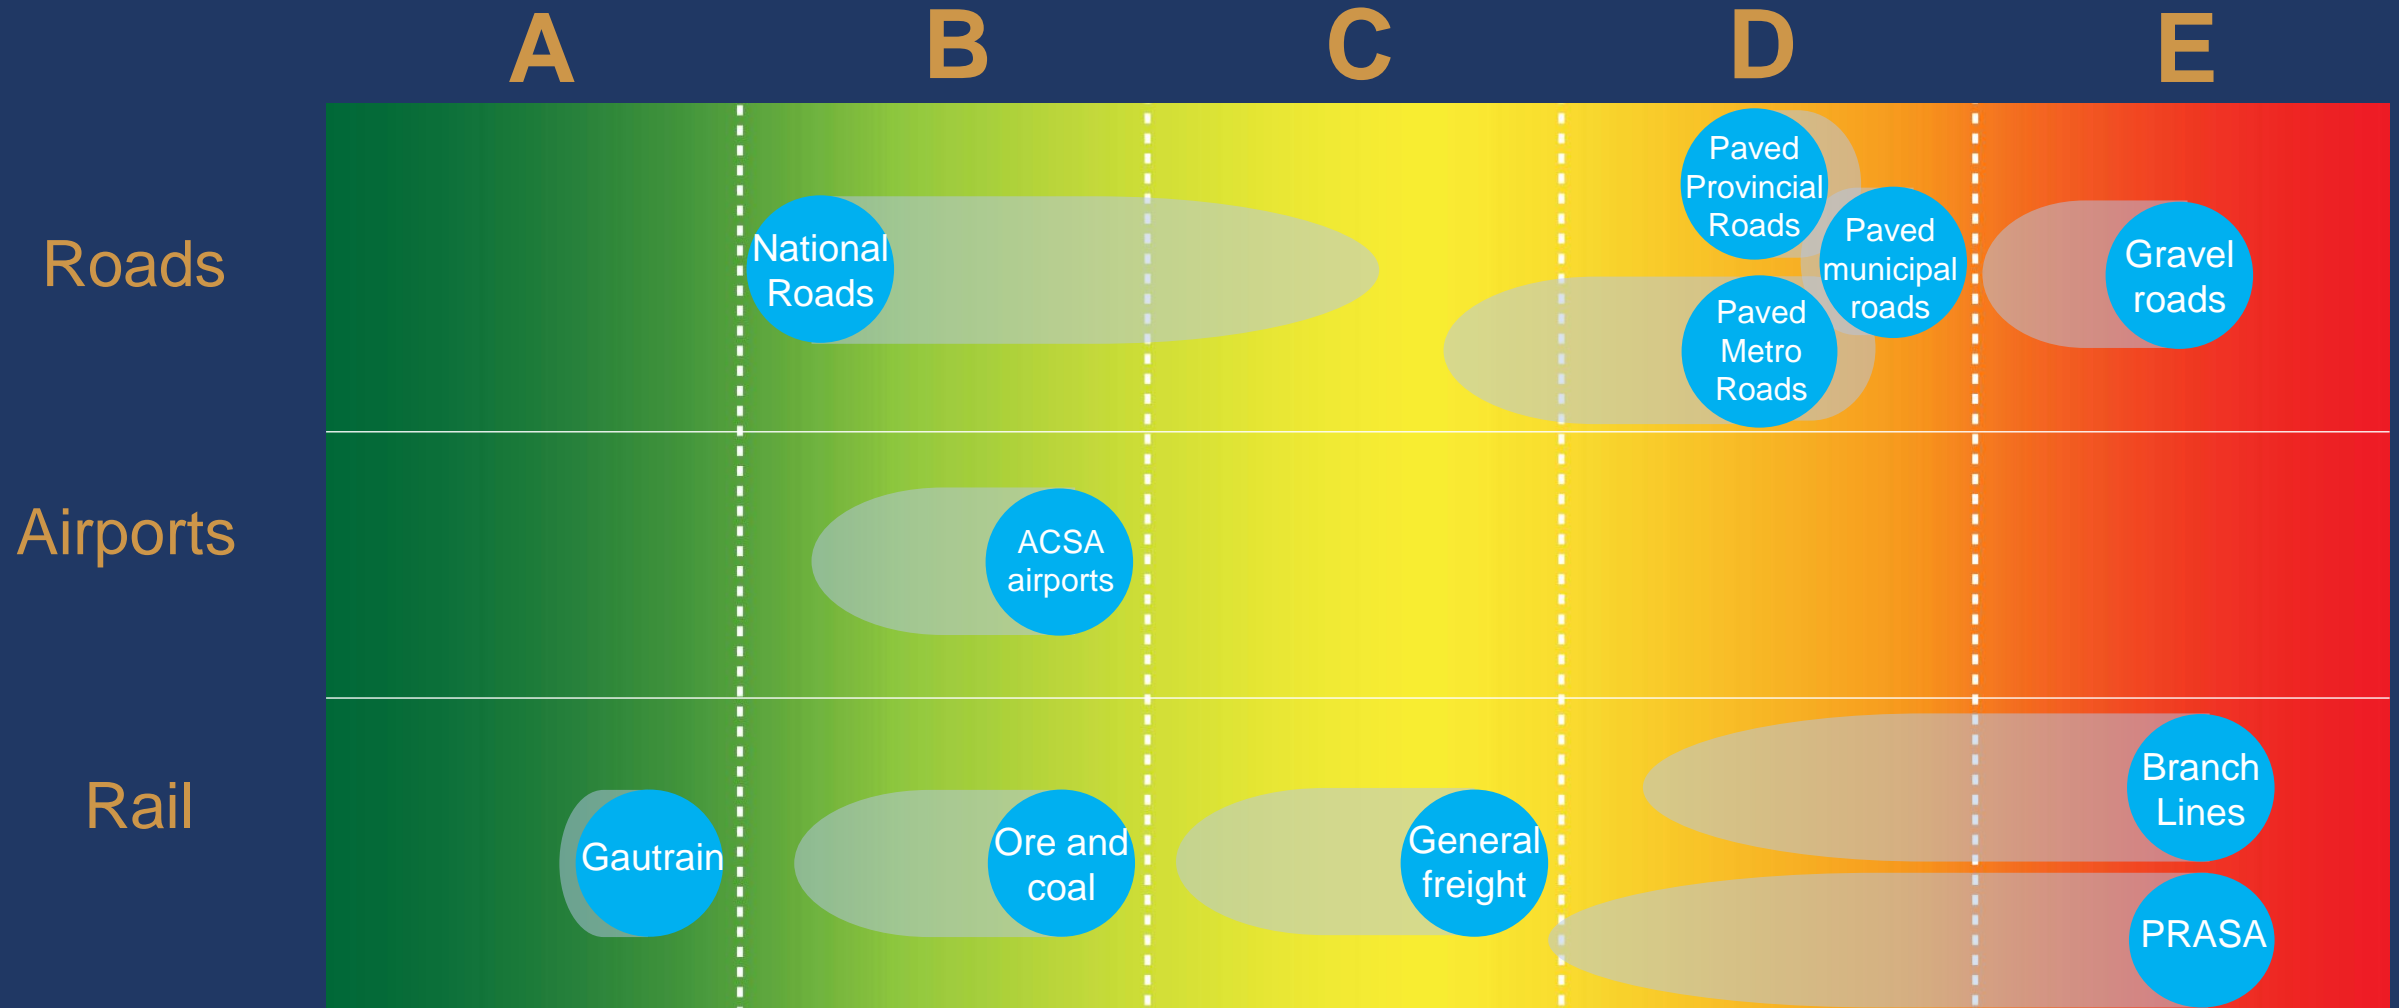 A B C D E
Roads
National
Roads
Paved
Provincial
Roads
Paved
municipal
roads
Paved
Metro
Roads
Gravel
roads
Airports
ACSA
airports
Rail
Gautrain
Ore and
coal
General
freight
Branch
Lines
PRASA